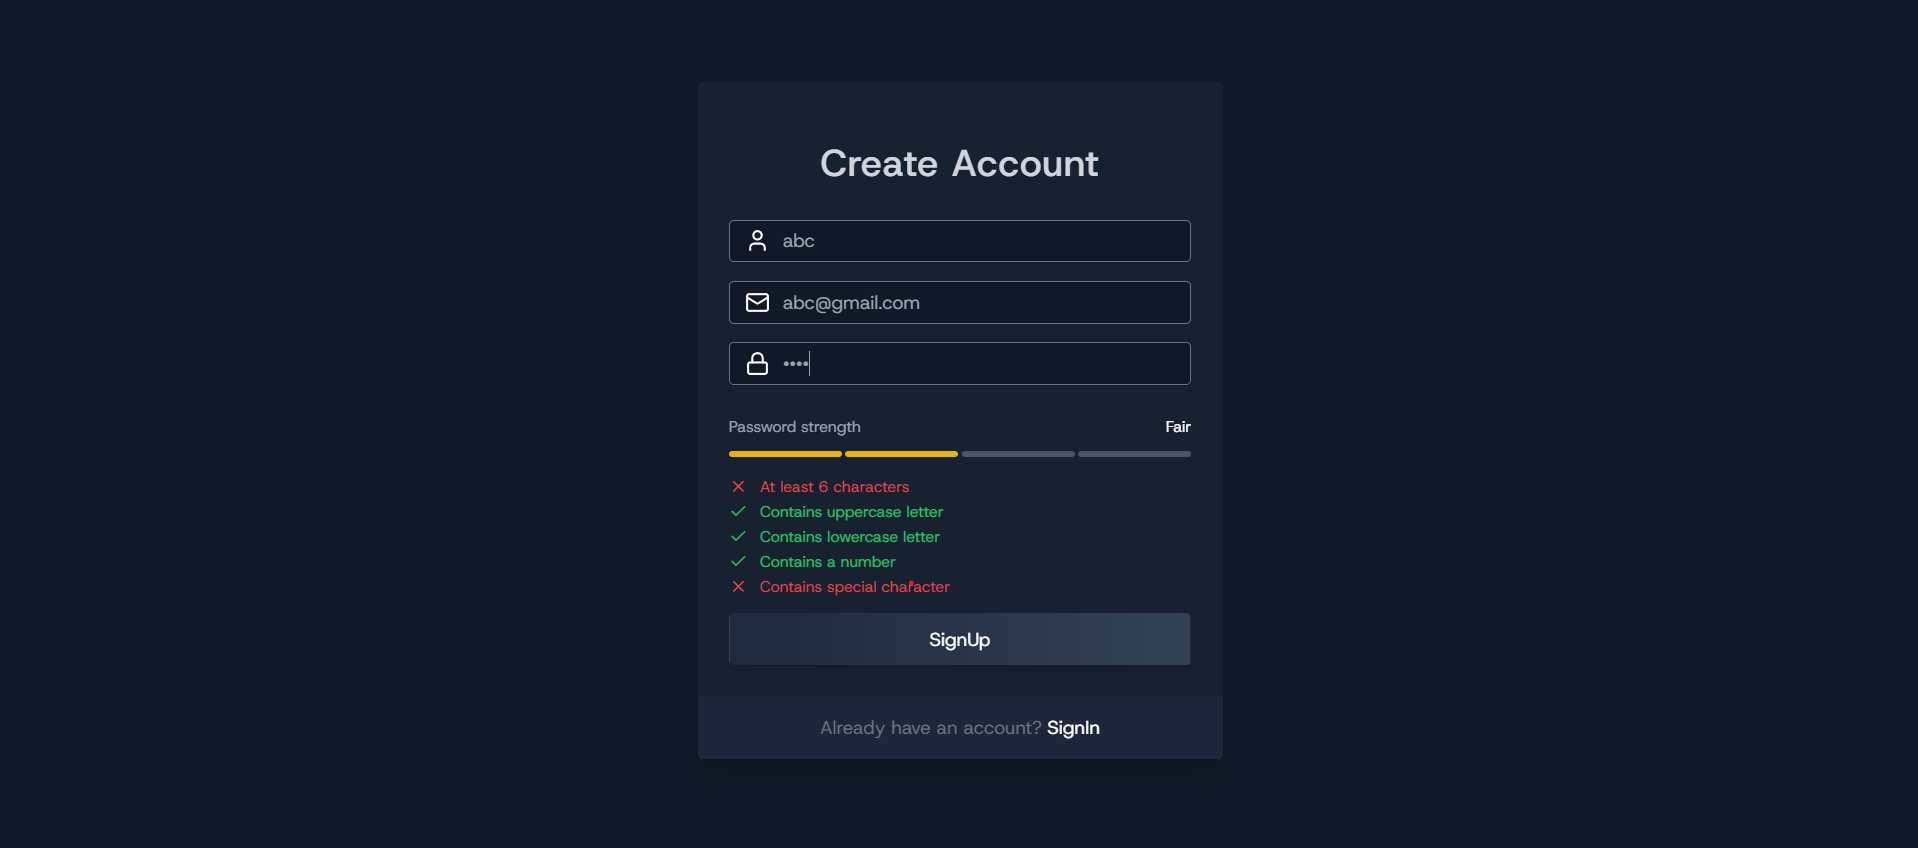 Create Account
abc
abc@gmail.com
••••
Password strength Fair
At least 6 characters
Contains uppercase letter
Contains lowercase letter
Contains a number
Contains special character
SignUp
Already have an account? SignIn